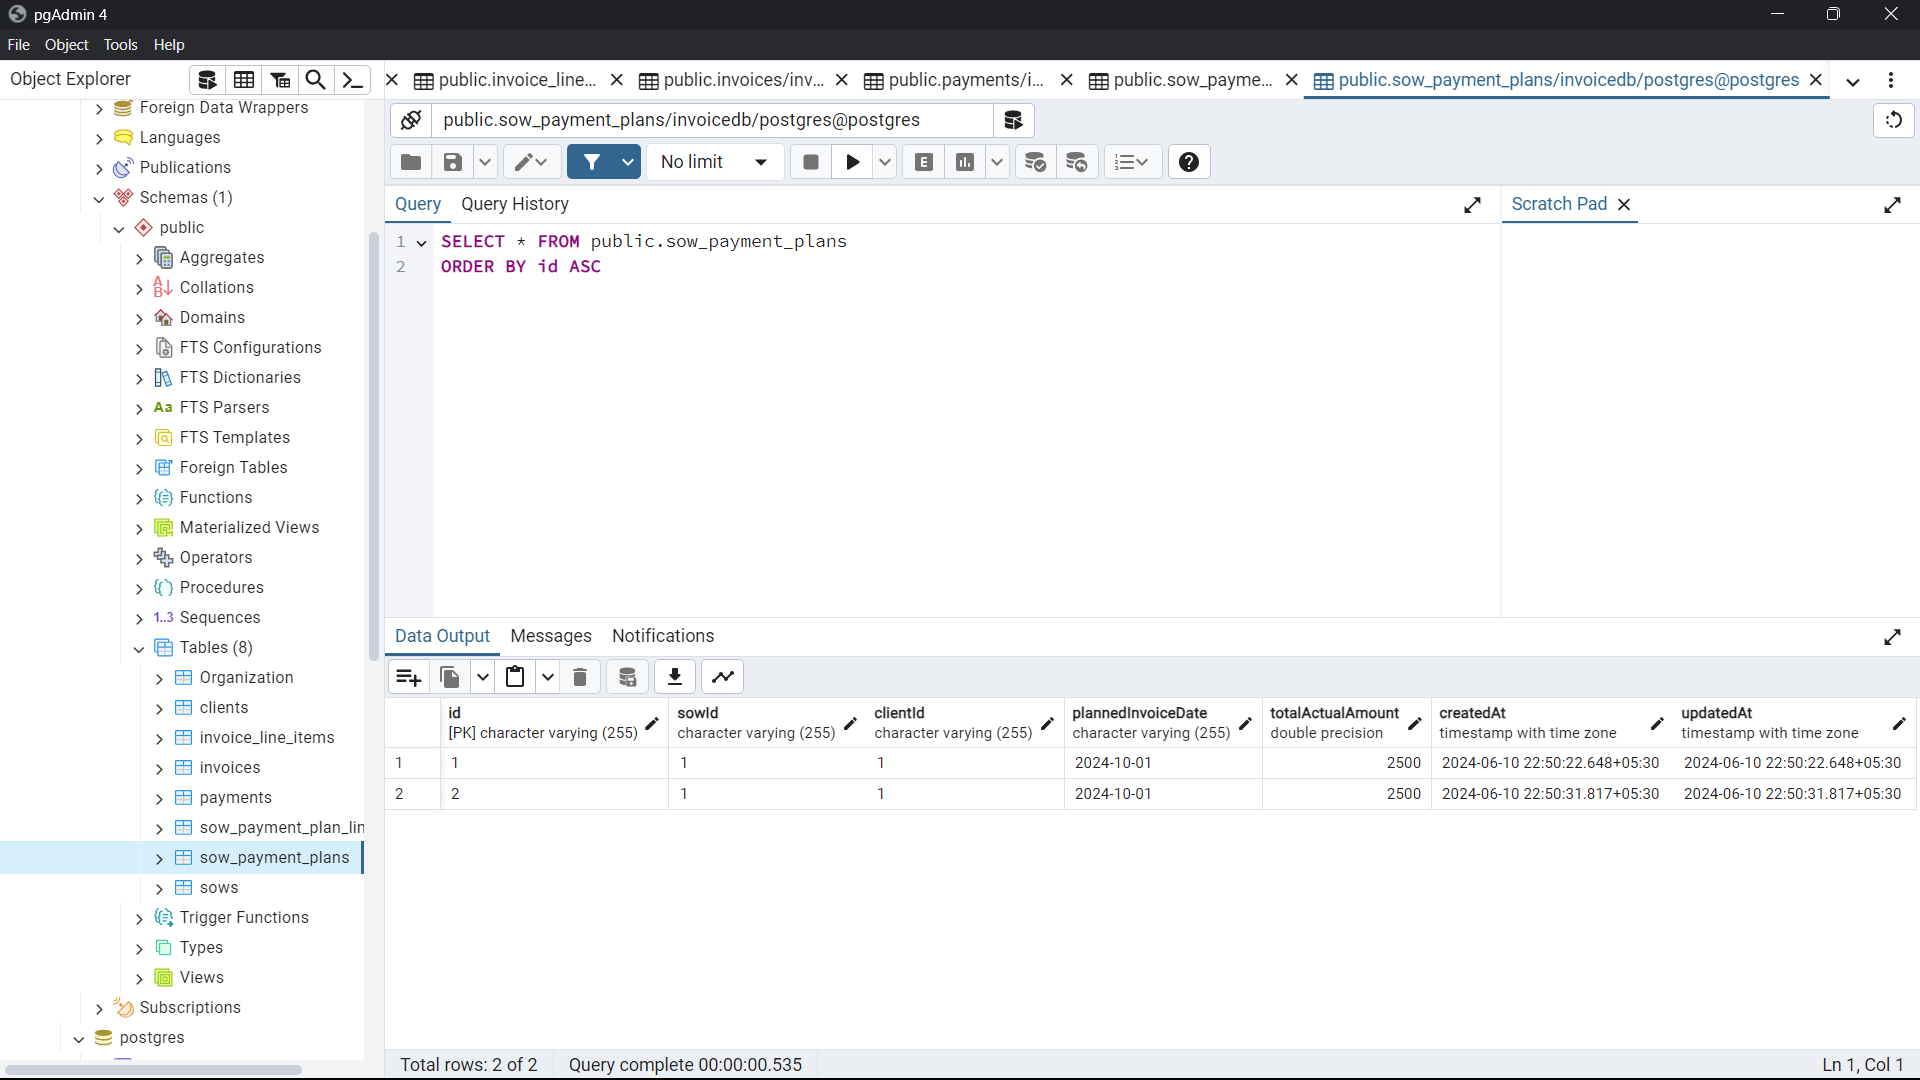 pgAdmin 4
File Object Tools Help
Object Explorer
public.invoice_line... public.invoices/inv... public.payments/i... public.sow_payme... public.sow_payment_plans/invoicedb/postgres@postgres
public.sow_payment_plans/invoicedb/postgres@postgres
No limit
E
Query Query History
Scratch Pad
1 SELECT * FROM public.sow_payment_plans
2 ORDER BY id ASC
Foreign Data Wrappers
Languages
Publications
Schemas (1)
public
Aggregates
Collations
Domains
FTS Configurations
FTS Dictionaries
Aa FTS Parsers
FTS Templates
Foreign Tables
Functions
Materialized Views
Operators
Procedures
1..3 Sequences
Tables (8)
Organization
clients
invoice_line_items
invoices
payments
sow_payment_plan_lin
sow_payment_plans
sows
Trigger Functions
Types
Views
Subscriptions
postgres
Data Output Messages Notifications
id sowId clientId plannedInvoiceDate totalActualAmount createdAt updatedAt
[PK] character varying (255) character varying (255) character varying (255) character varying (255) double precision timestamp with time zone timestamp with time zone
1 1 1 1 2024-10-01 2500 2024-06-10 22:50:22.648+05:30 2024-06-10 22:50:22.648+05:30
2 2 1 1 2024-10-01 2500 2024-06-10 22:50:31.817+05:30 2024-06-10 22:50:31.817+05:30
Total rows: 2 of 2 Query complete 00:00:00.535 Ln 1, Col 1